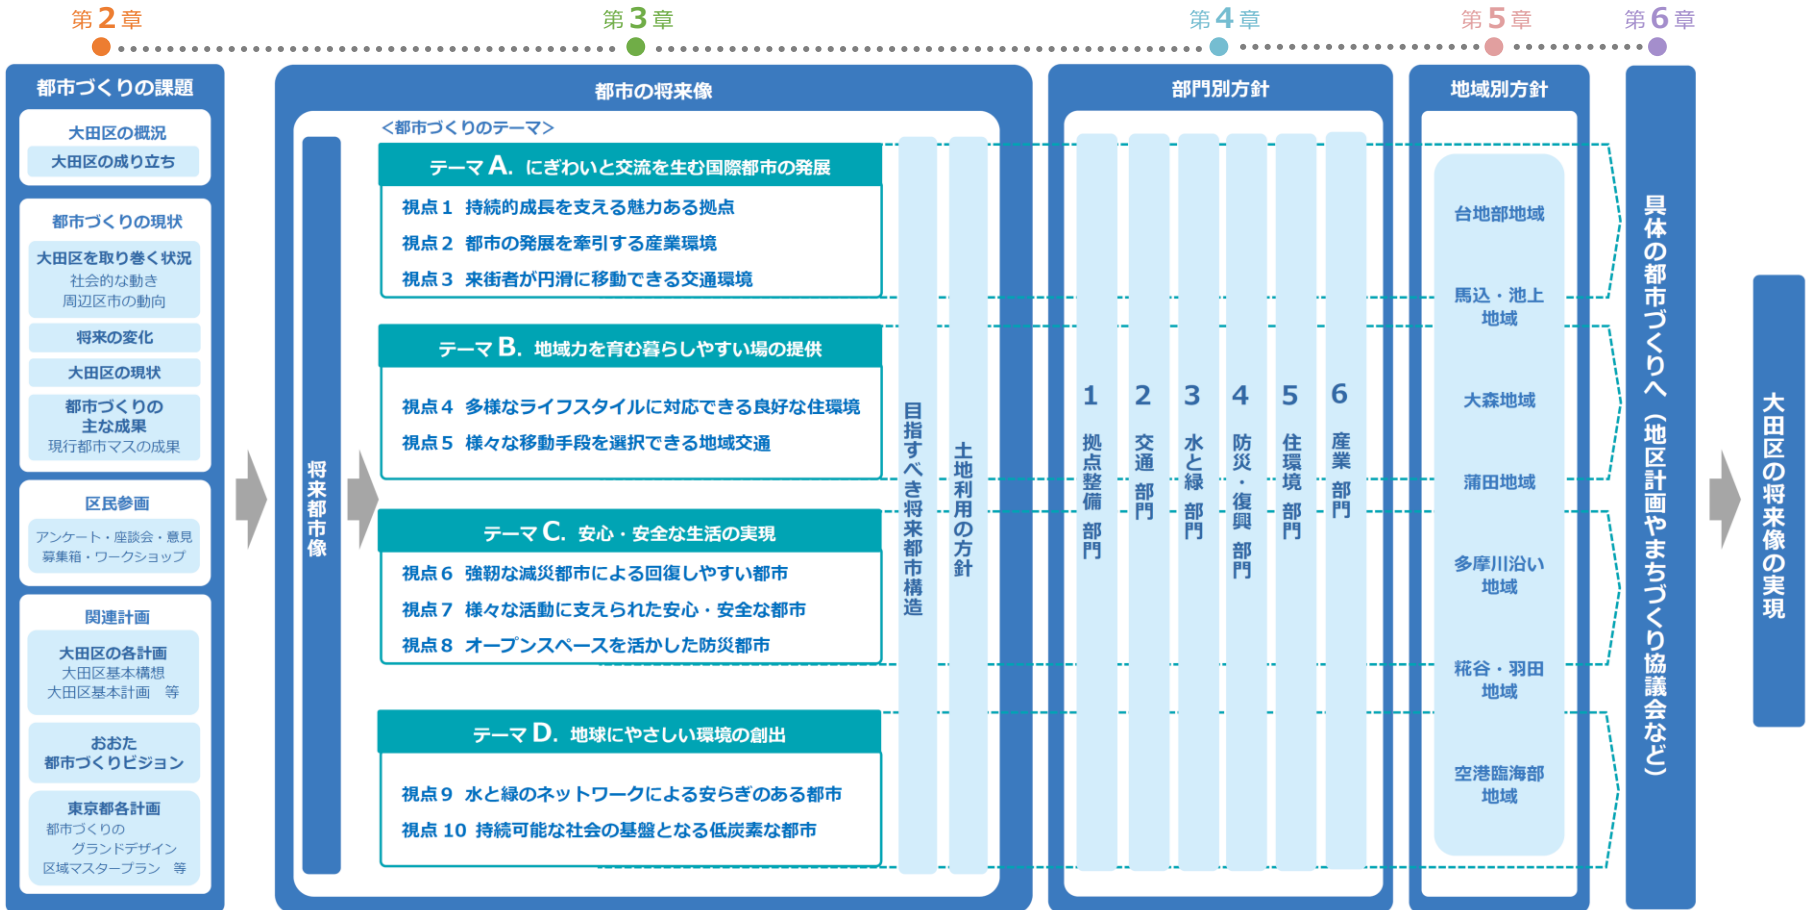 第2章
第3章
第4章
第5章
第6章
都市づくりの課題
大田区の概況
大田区の成り立ち
都市づくりの現状
大田区を取り巻く状況
社会的な動き
周辺区市の動向
将来の変化
大田区の現状
都市づくりの
主な成果
現行都市マスの成果
区民参画
アンケート・座談会・意見
募集箱・ワークショップ
関連計画
大田区の各計画
大田区基本構想
大田区基本計画 等
おおた
都市づくりビジョン
東京都各計画
都市づくりの
グランドデザイン
区域マスタープラン 等
都市の将来像
将来都市像
<都市づくりのテーマ>
テーマ A. にぎわいと交流を生む国際都市の発展
視点1 持続的成長を支える魅力ある拠点
視点2 都市の発展を牽引する産業環境
視点3 来街者が円滑に移動できる交通環境
テーマ B. 地域力を育む暮らしやすい場の提供
視点4 多様なライフスタイルに対応できる良好な住環境
視点5 様々な移動手段を選択できる地域交通
テーマ C. 安心・安全な生活の実現
視点6 強靭な減災都市による回復しやすい都市
視点7 様々な活動に支えられた安心・安全な都市
視点8 オープンスペースを活かした防災都市
テーマ D. 地球にやさしい環境の創出
視点9 水と緑のネットワークによる安らぎのある都市
視点10 持続可能な社会の基盤となる低炭素な都市
目指すべき将来都市構造
土地利用の方針
部門別方針
1 拠点整備 部門
2 交通 部門
3 水と緑 部門
4 防災・復興 部門
5 住環境 部門
6 産業 部門
地域別方針
台地部地域
馬込・池上
地域
大森地域
蒲田地域
多摩川沿い
地域
糀谷・羽田
地域
空港臨海部
地域
具体の都市づくりへ（地区計画やまちづくり協議会など）
大田区の将来像の実現